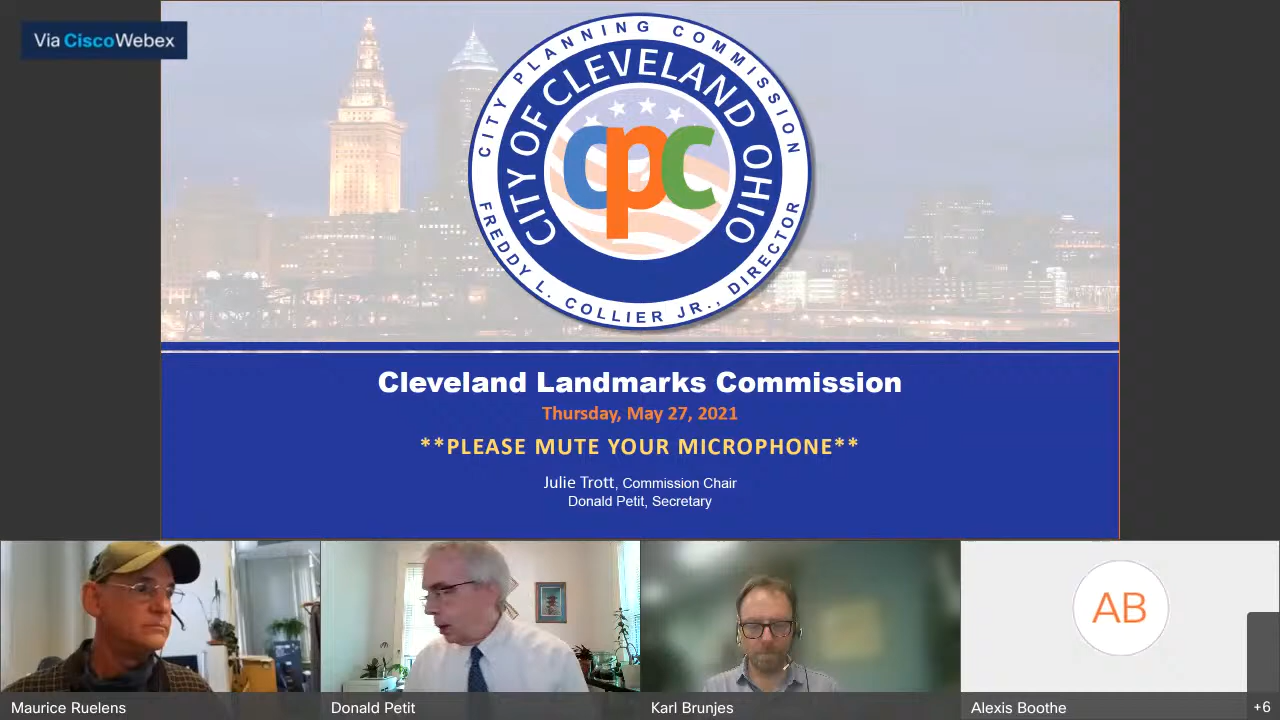 Via CiscoWebex
CITY PLANNING COMMISSION
CITY OF CLEVELAND OHIO
cpc
FREDDY L. COLLIER JR., DIRECTOR
Cleveland Landmarks Commission
Thursday, May 27, 2021
**PLEASE MUTE YOUR MICROPHONE**
Julie Trott, Commission Chair
Donald Petit, Secretary
AB
Maurice Ruelens
Donald Petit
Karl Brunjes
Alexis Boothe
+6